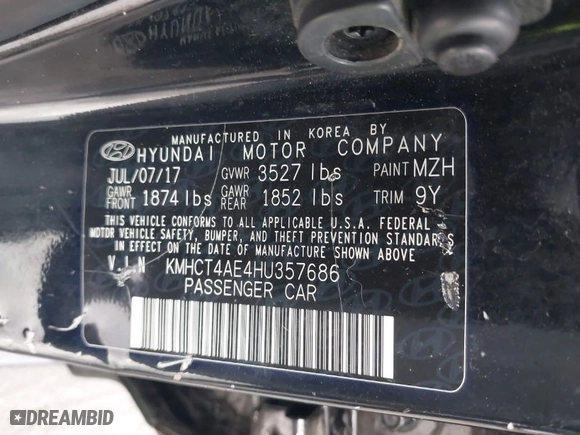 MANUFACTURED IN KOREA BY
HYUNDAI MOTOR COMPANY
JUL/07/17 GVWR 3527 lbs PAINT MZH
GAWR FRONT 1874 lbs GAWR REAR 1852 lbs TRIM 9Y
THIS VEHICLE CONFORMS TO ALL APPLICABLE U.S.A. FEDERAL
MOTOR VEHICLE SAFETY, BUMPER, AND THEFT PREVENTION STANDARDS
IN EFFECT ON THE DATE OF MANUFACTURE SHOWN ABOVE.
VIN KMHCT4AE4HU357686
PASSENGER CAR
DREAMBID